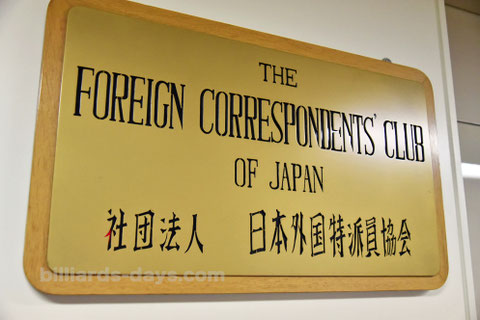 THE
FOREIGN CORRESPONDENTS' CLUB
OF JAPAN
社団法人 日本外国特派員協会
billiards-days.com